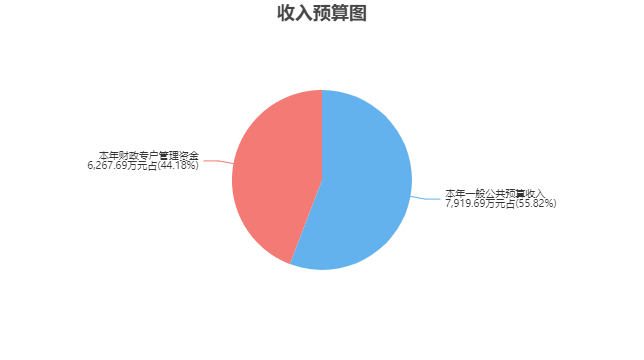 收入预算图
本年财政专户管理资金
6,267.69万元占(44.18%)
本年一般公共预算收入
7,919.69万元占(55.82%)